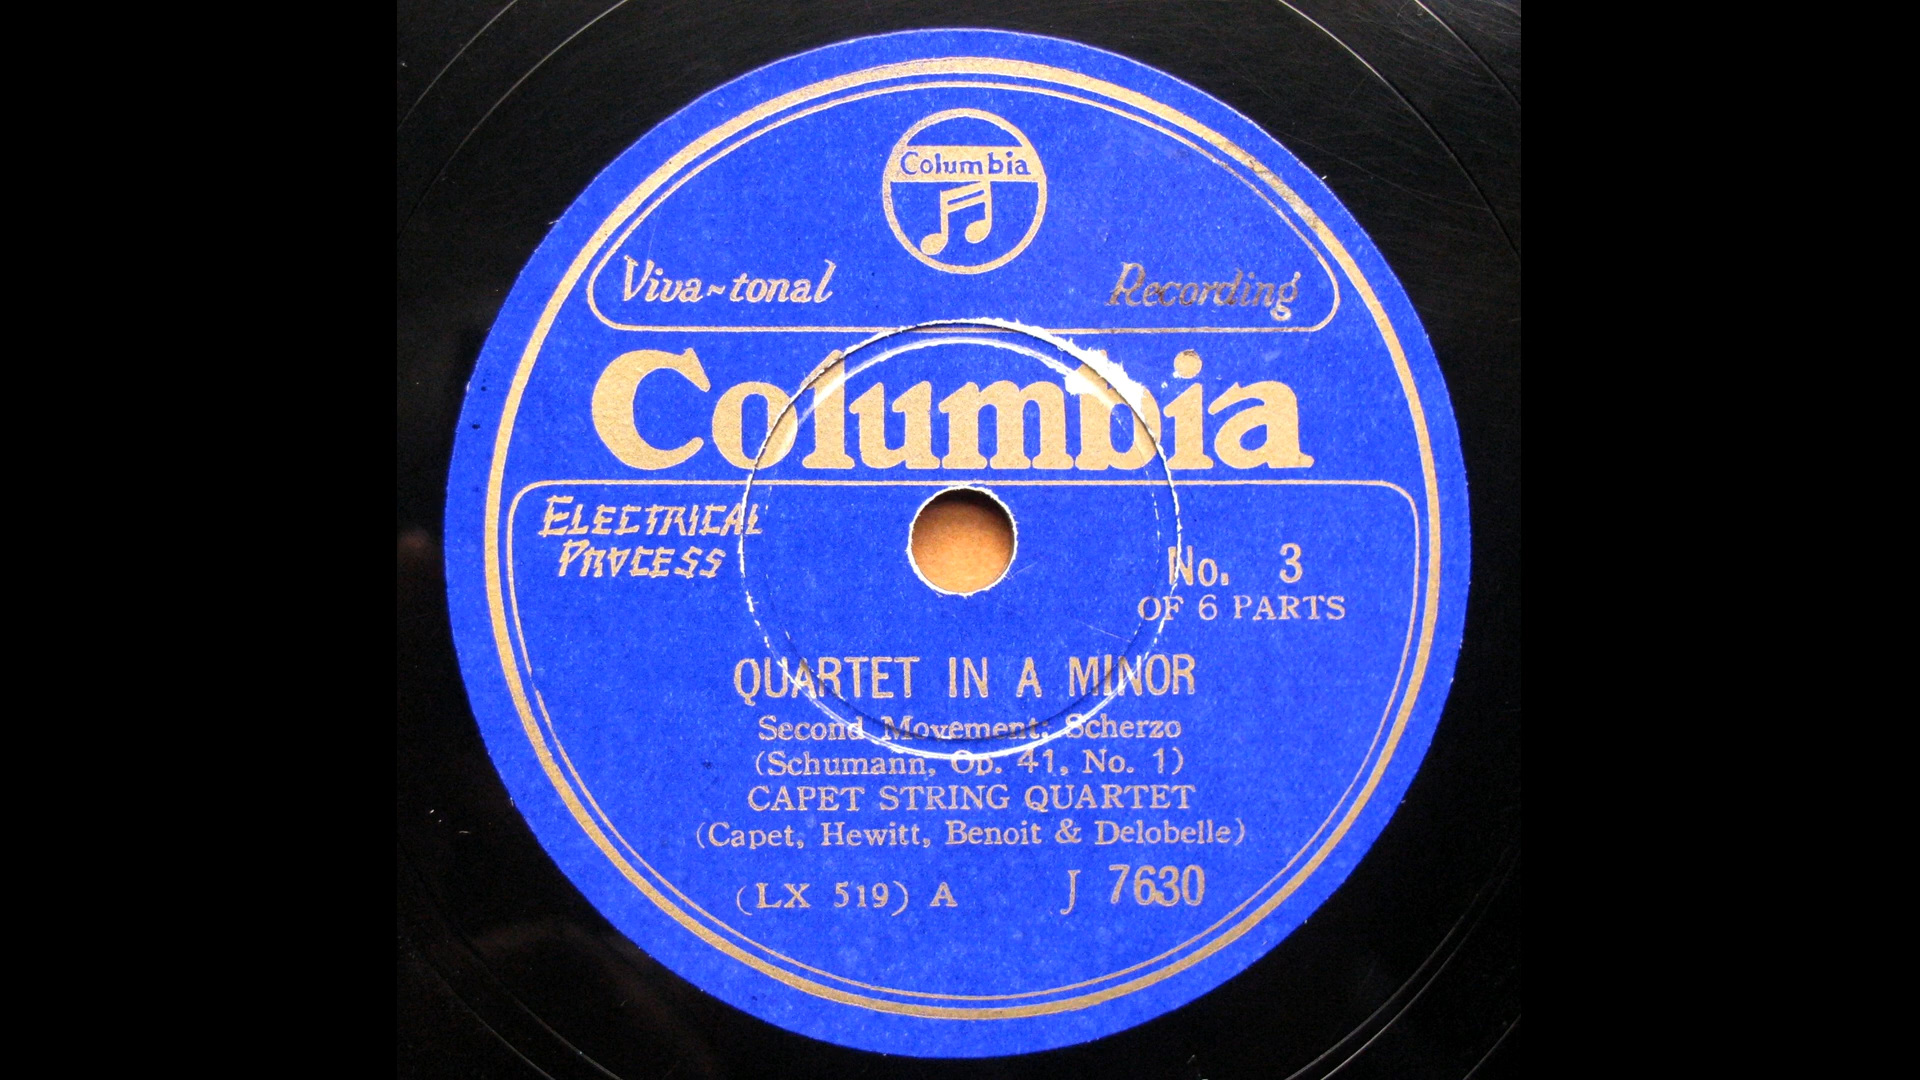 Columbia
Viva~tonal Recording
Columbia
ELECTRICAL
PROCESS
No. 3
OF 6 PARTS
QUARTET IN A MINOR
Second Movement: Scherzo
(Schumann, Op. 41, No. 1)
CAPET STRING QUARTET
(Capet, Hewitt, Benoit & Delobelle)
(LX 519) A J 7630